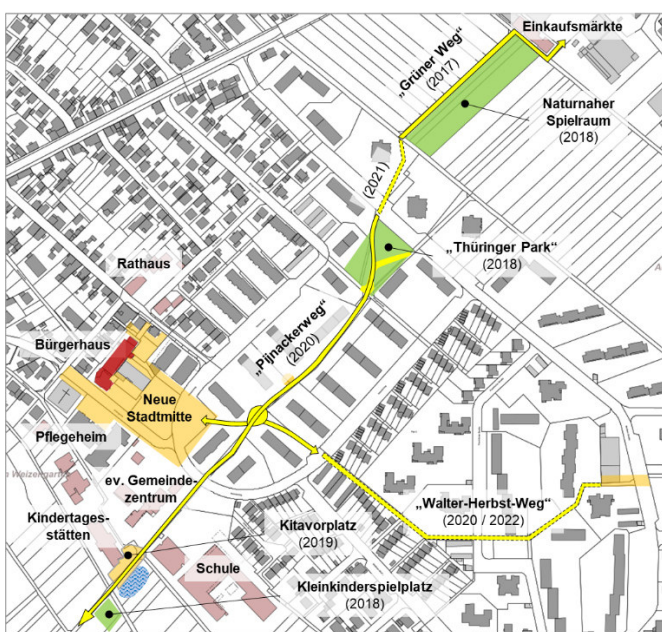 Einkaufsmärkte
„Grüner Weg“
(2017)
Naturnaher
Spielraum
(2018)
(2021)
„Thüringer Park“
(2018)
Rathaus
„Pijnackerweg“
(2020)
Bürgerhaus
Neue
Stadtmitte
Pflegeheim
Weizengarten
ev. Gemeinde-
zentrum
„Walter-Herbst-Weg“
(2020 / 2022)
Kindertages-
stätten
Kitavorplatz
(2019)
Schule
Kleinkinderspielplatz
(2018)